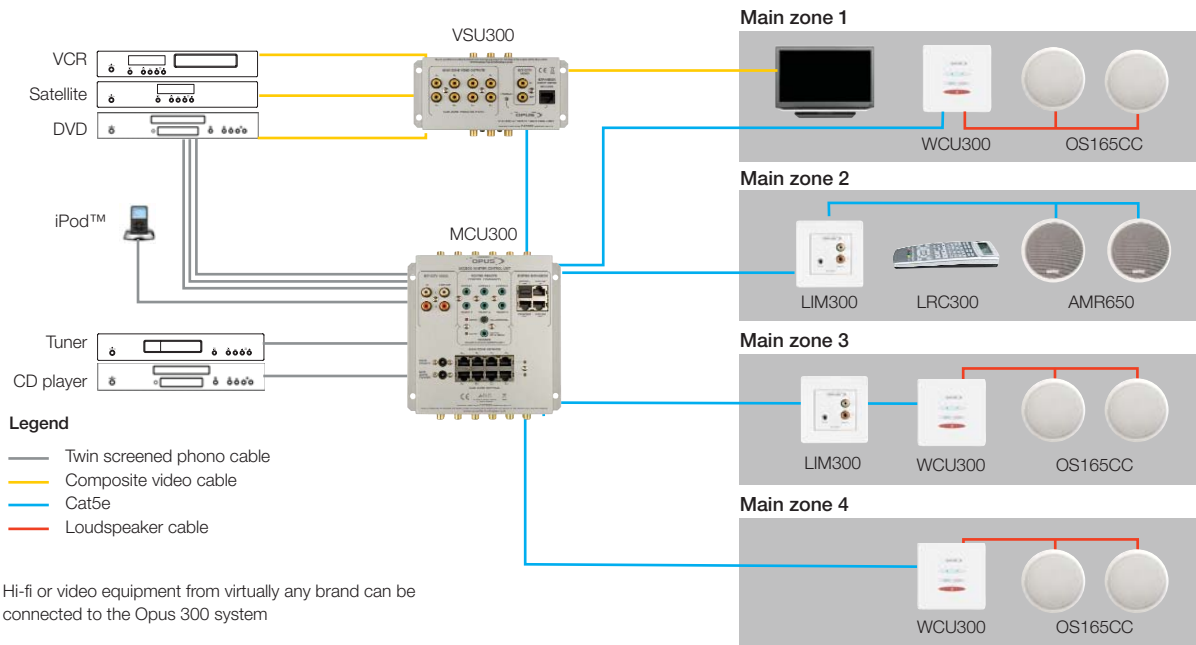 VCR
Satellite
DVD
iPod™
Tuner
CD player
VSU300
OPUS
MCU300
OPUS
Main zone 1
WCU300
OS165CC
Main zone 2
LIM300
LRC300
AMR650
Main zone 3
LIM300
WCU300
OS165CC
Main zone 4
WCU300
OS165CC
Legend
Twin screened phono cable
Composite video cable
Cat5e
Loudspeaker cable
Hi-fi or video equipment from virtually any brand can be
connected to the Opus 300 system